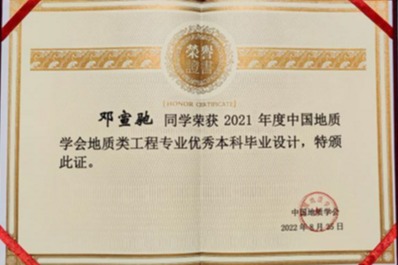 荣誉
证书
[HONOR CERTIFICATE]
邓宣驰 同学荣获 2021 年度中国地质
学会地质类工程专业优秀本科毕业设计，特颁
此证。
中国地质学会
2022 年 8 月 25 日